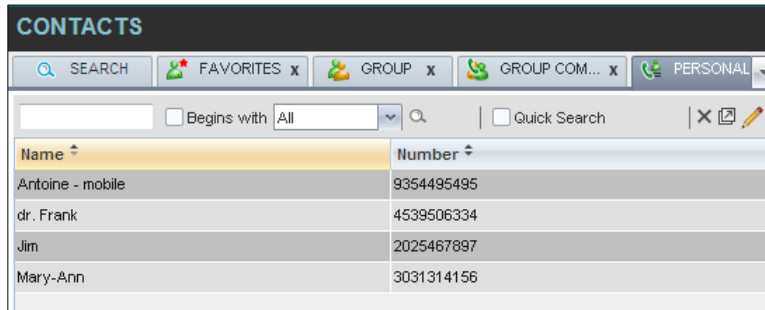 CONTACTS
SEARCH FAVORITES x GROUP x GROUP COM... x PERSONAL
Begins with All Quick Search
Name Number
Antoine - mobile 9354495495
dr. Frank 4539506334
Jim 2025467897
Mary-Ann 3031314156